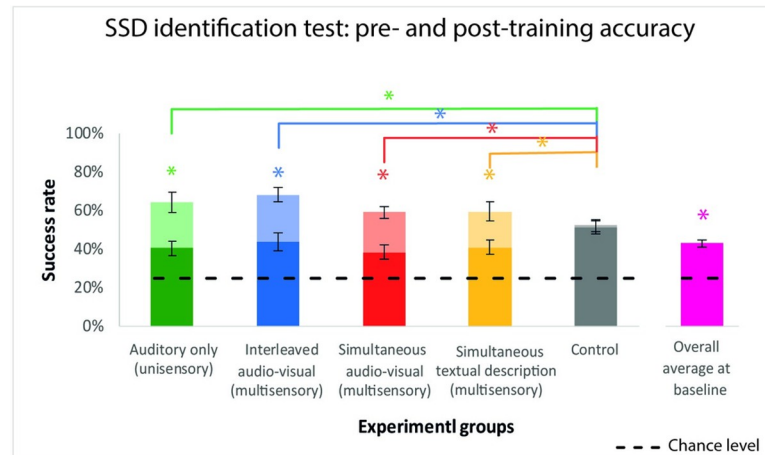 SSD identification test: pre- and post-training accuracy
*
*
*
*
100%
80%
60%
40%
20%
0%
Success rate
*
*
*
*
*
Auditory only
(unisensory)
Interleaved
audio-visual
(multisensory)
Simultaneous
audio-visual
(multisensory)
Simultaneous
textual description
(multisensory)
Control
Overall
average at
baseline
Experimentl groups
Chance level